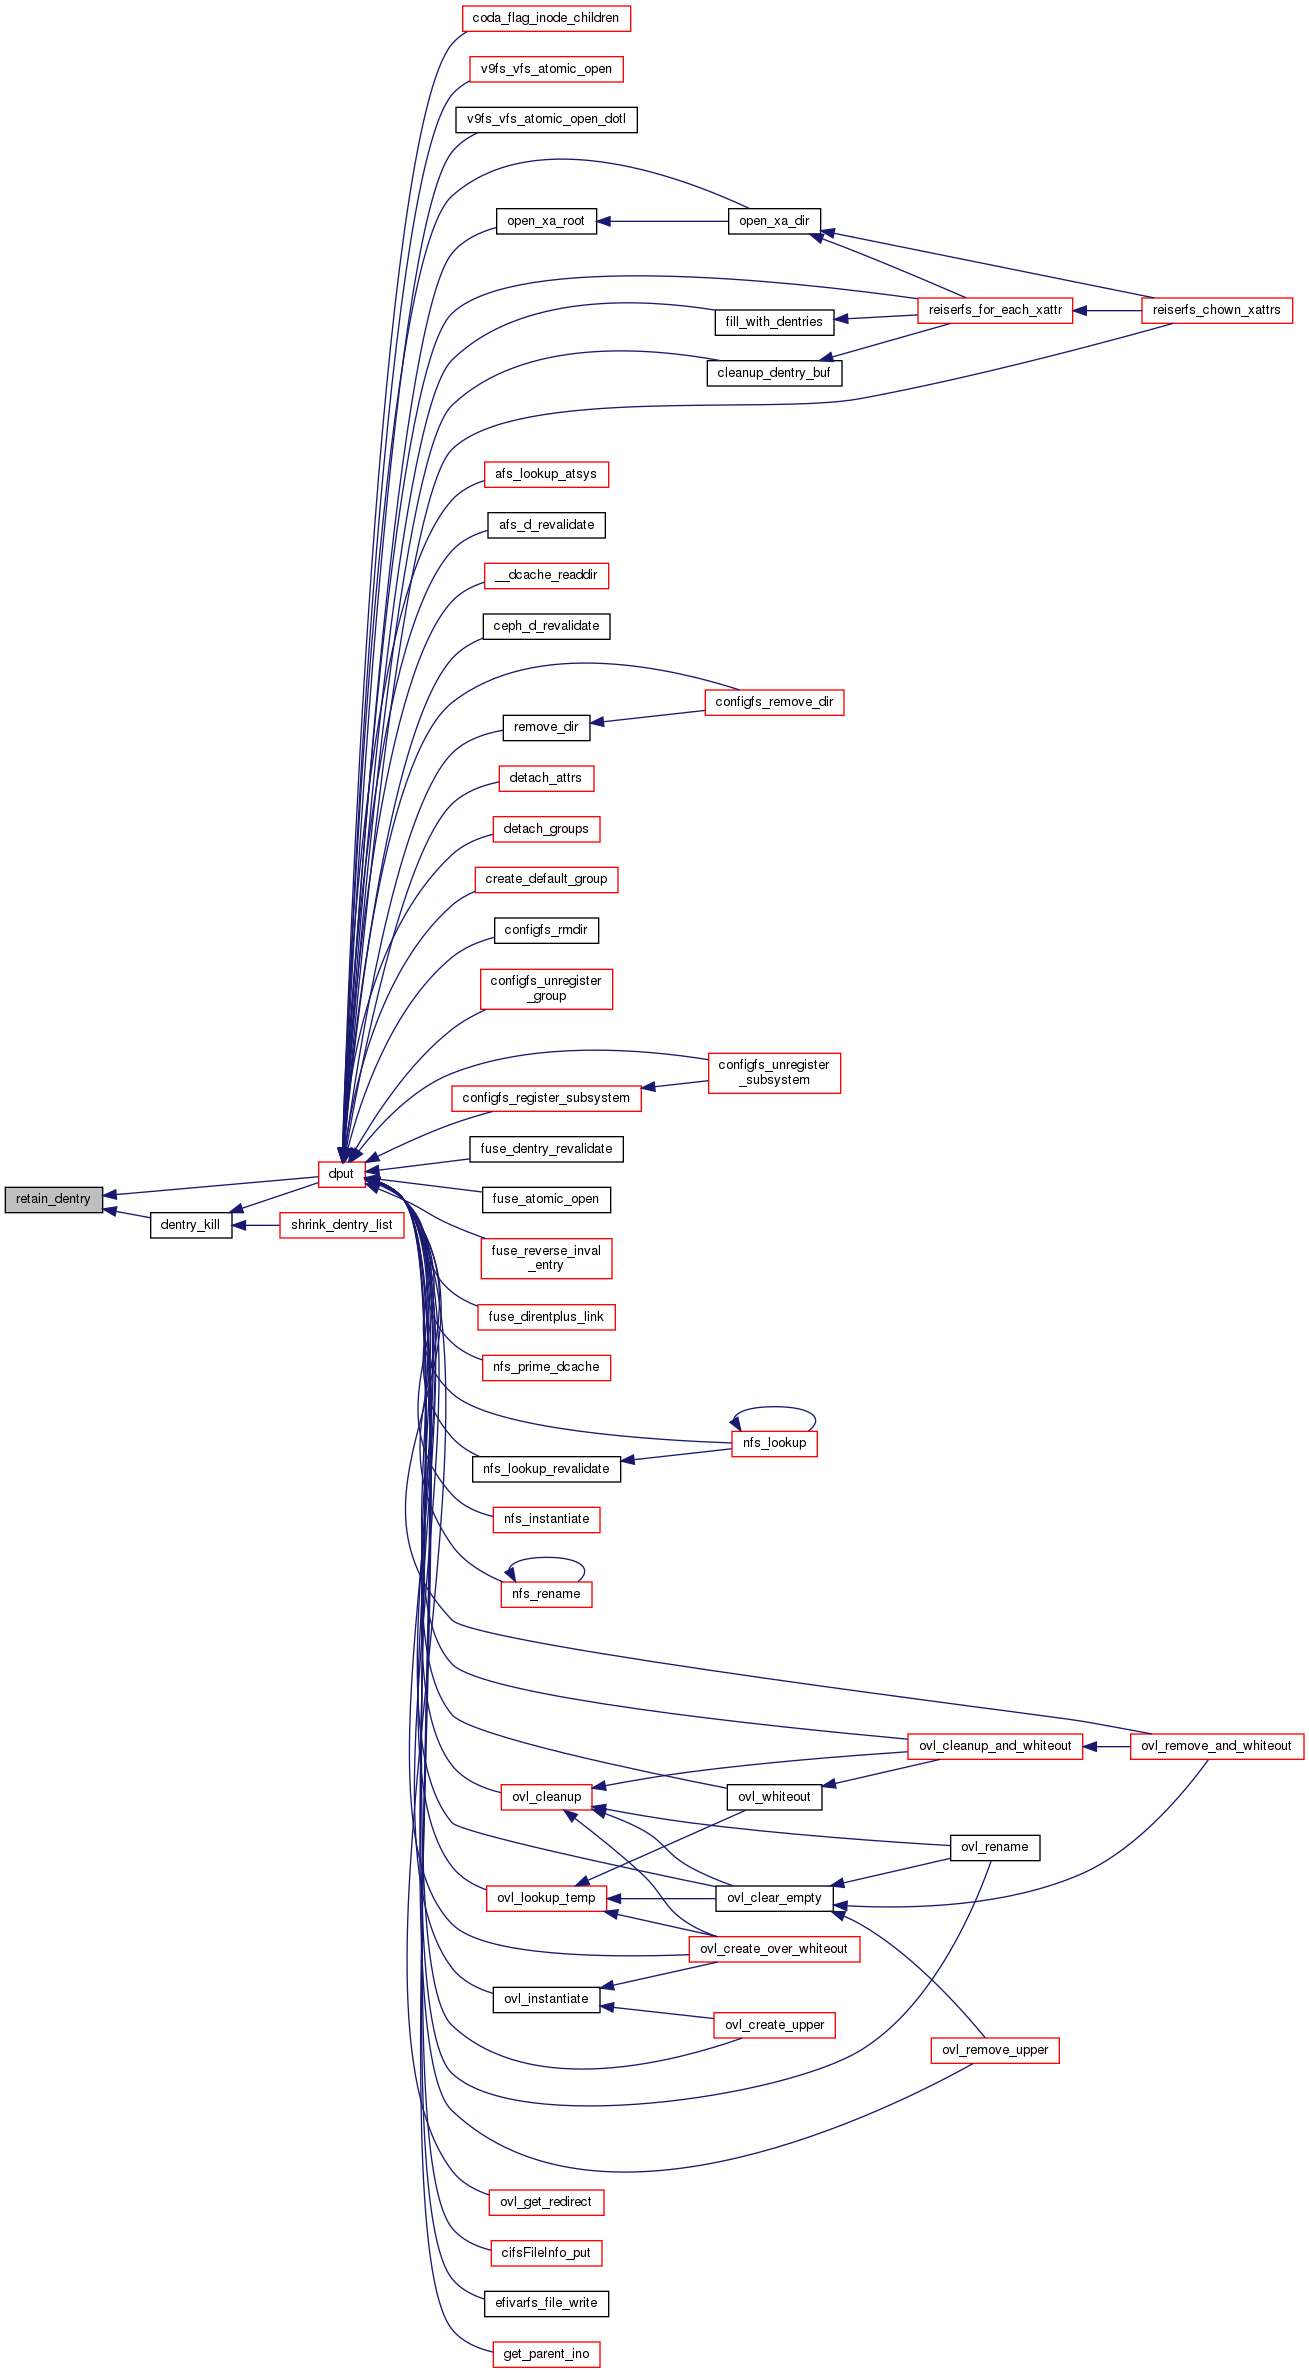 coda_flag_inode_children
v9fs_vfs_atomic_open
v9fs_vfs_atomic_open_dotl
open_xa_root
open_xa_dir
reiserfs_for_each_xattr
reiserfs_chown_xattrs
fill_with_dentries
cleanup_dentry_buf
afs_lookup_atsys
afs_d_revalidate
__dcache_readdir
ceph_d_revalidate
configfs_remove_dir
remove_dir
detach_attrs
detach_groups
create_default_group
configfs_rmdir
configfs_unregister
_group
configfs_unregister
_subsystem
configfs_register_subsystem
fuse_dentry_revalidate
dput
retain_dentry
fuse_atomic_open
dentry_kill
shrink_dentry_list
fuse_reverse_inval
_entry
fuse_direntplus_link
nfs_prime_dcache
nfs_lookup
nfs_lookup_revalidate
nfs_instantiate
nfs_rename
ovl_cleanup_and_whiteout
ovl_remove_and_whiteout
ovl_cleanup
ovl_whiteout
ovl_rename
ovl_lookup_temp
ovl_clear_empty
ovl_create_over_whiteout
ovl_instantiate
ovl_create_upper
ovl_remove_upper
ovl_get_redirect
cifsFileInfo_put
efivarfs_file_write
get_parent_ino